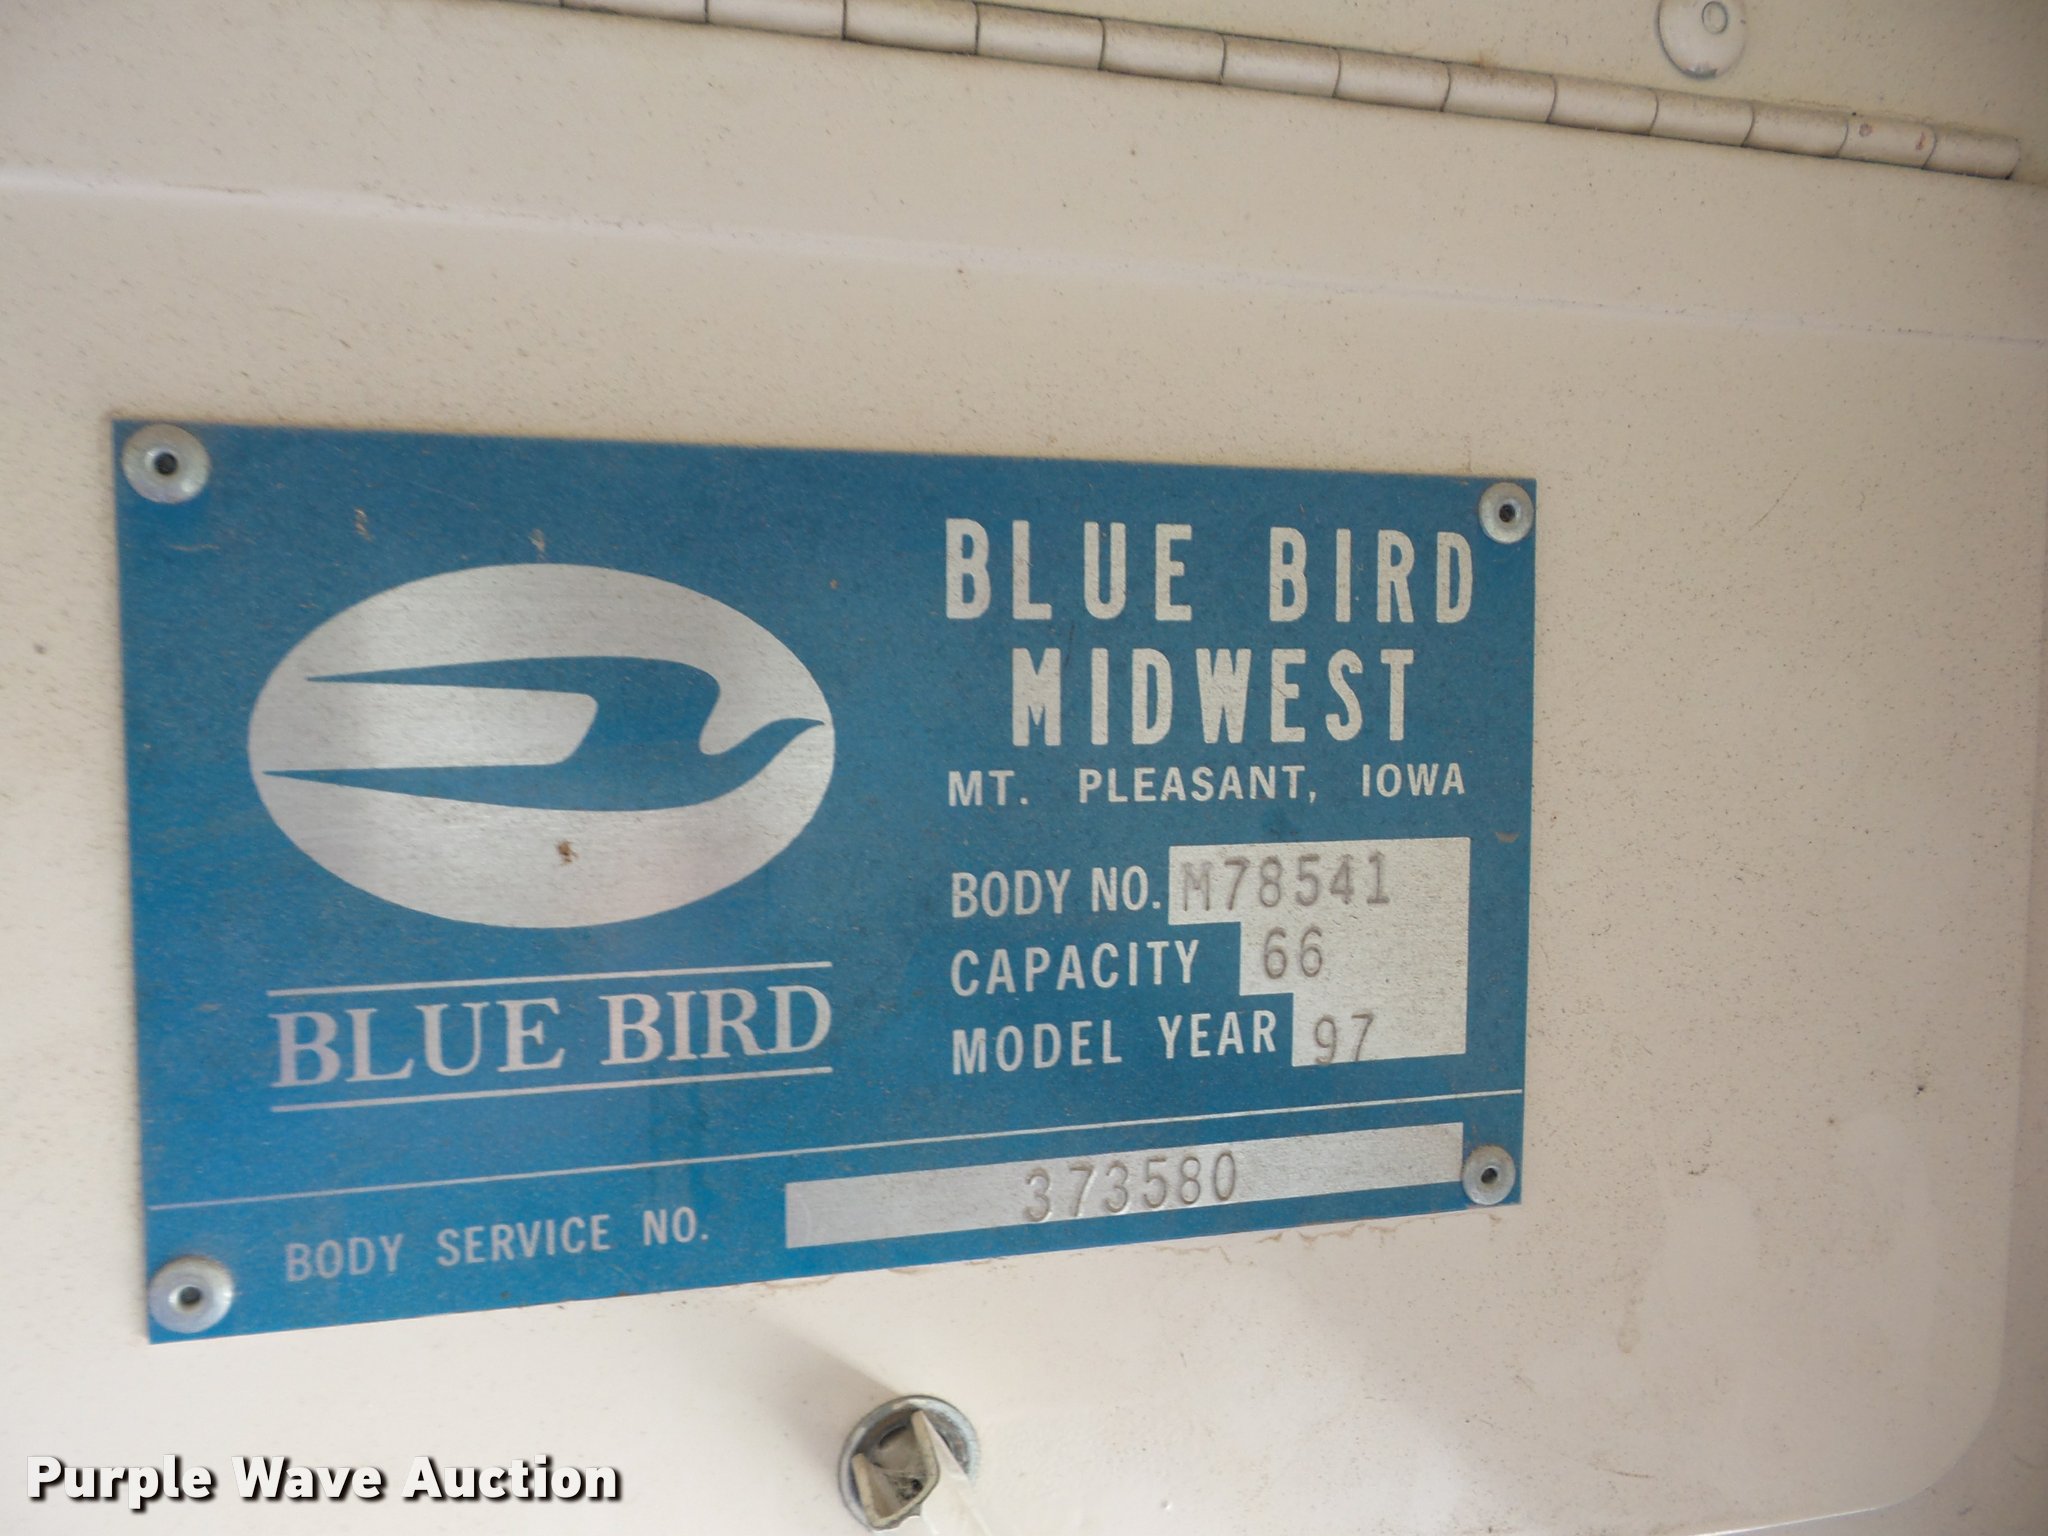 BLUE BIRD
MIDWEST
MT. PLEASANT, IOWA
BODY NO. M78541
CAPACITY 66
MODEL YEAR 97
BLUE BIRD
BODY SERVICE NO. 373580
Purple Wave Auction